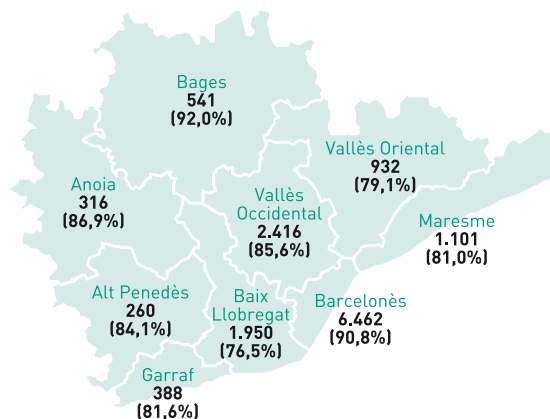 Bages
541
(92,0%)
Vallès Oriental
932
(79,1%)
Anoia
316
(86,9%)
Vallès
Occidental
2.416
(85,6%)
Maresme
1.101
(81,0%)
Alt Penedès
260
(84,1%)
Baix
Llobregat
1.950
(76,5%)
Barcelonès
6.462
(90,8%)
Garraf
388
(81,6%)